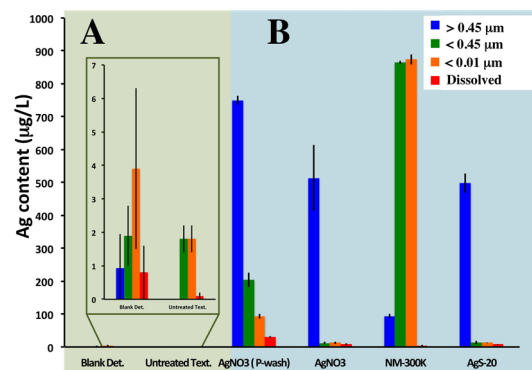 A
B
> 0.45 μm
< 0.45 μm
< 0.01 μm
Dissolved
Ag content (μg/L)
1000
900
800
700
600
500
400
300
200
100
0
7
6
5
4
3
2
1
0
Blank Det.
Untreated Text.
Blank Det.
Untreated Text.
AgNO3 ( P-wash)
AgNO3
NM-300K
AgS-20